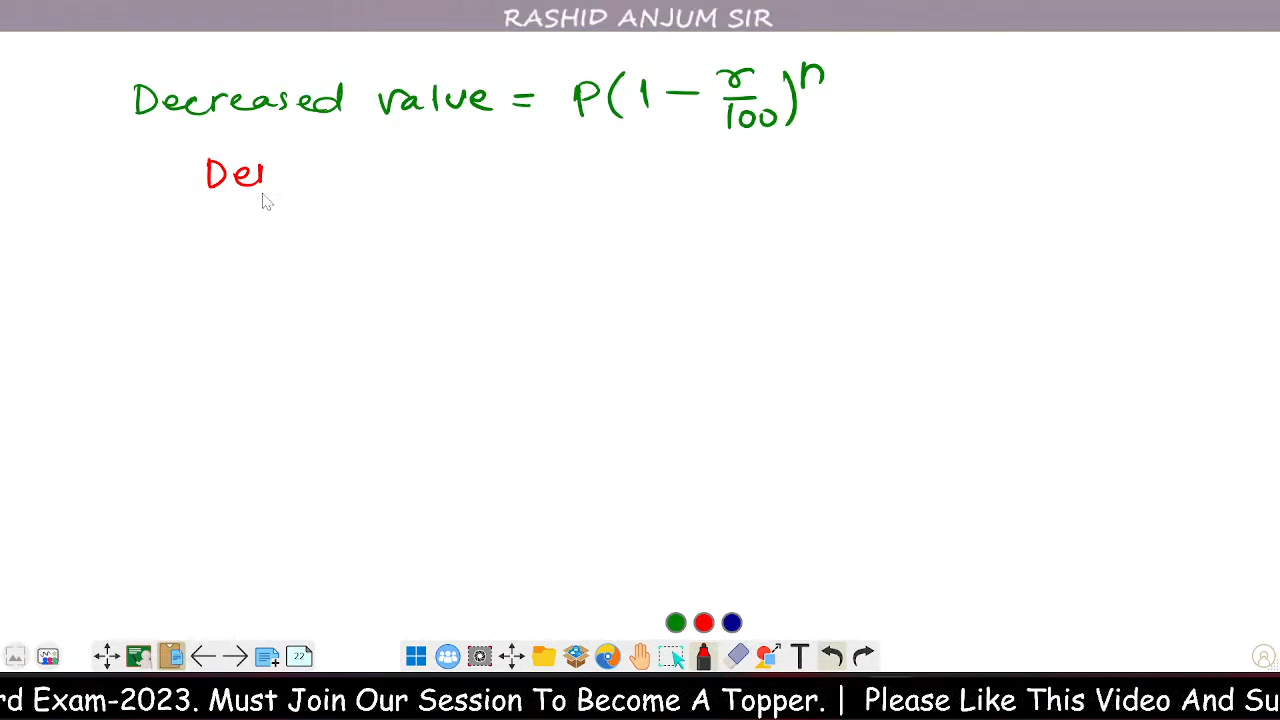 RASHID ANJUM SIR
Decreased value = P(1 - r/100)^n
De
22
rd Exam-2023. Must Join Our Session To Become A Topper. | Please Like This Video And Su